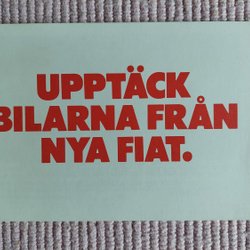 UPPTÄCK
BILARNA FRÅN
NYA FIAT.